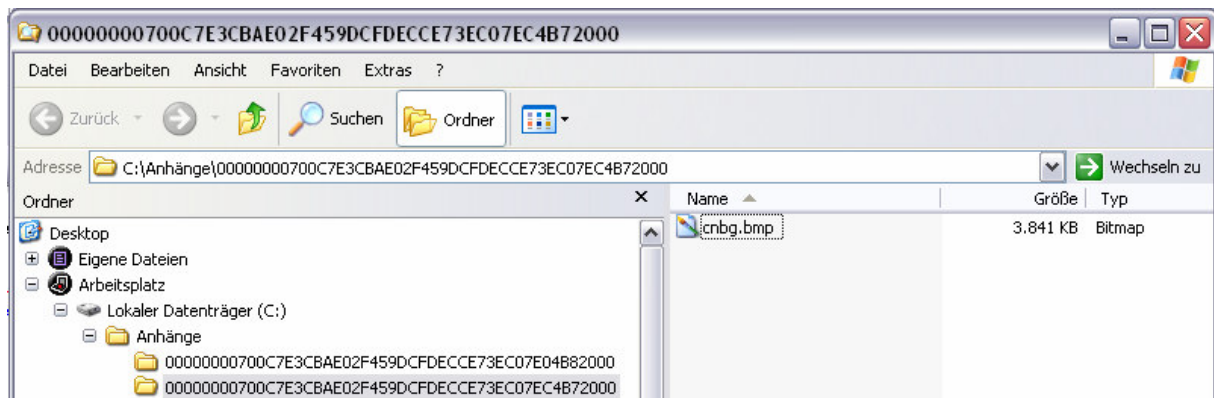 00000000700C7E3CBAE02F459DCFDECCE73EC07EC4B72000
Datei Bearbeiten Ansicht Favoriten Extras ?
Zurück Suchen Ordner
Adresse C:\Anhänge\00000000700C7E3CBAE02F459DCFDECCE73EC07EC4B72000 Wechseln zu
Ordner x Name Größe Typ
Desktop cnbg.bmp 3.841 KB Bitmap
Eigene Dateien
Arbeitsplatz
Lokaler Datenträger (C:)
Anhänge
00000000700C7E3CBAE02F459DCFDECCE73EC07E04B82000
00000000700C7E3CBAE02F459DCFDECCE73EC07EC4B72000